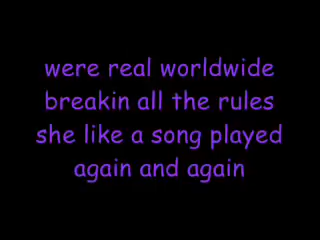 were real worldwide
breakin all the rules
she like a song played
again and again